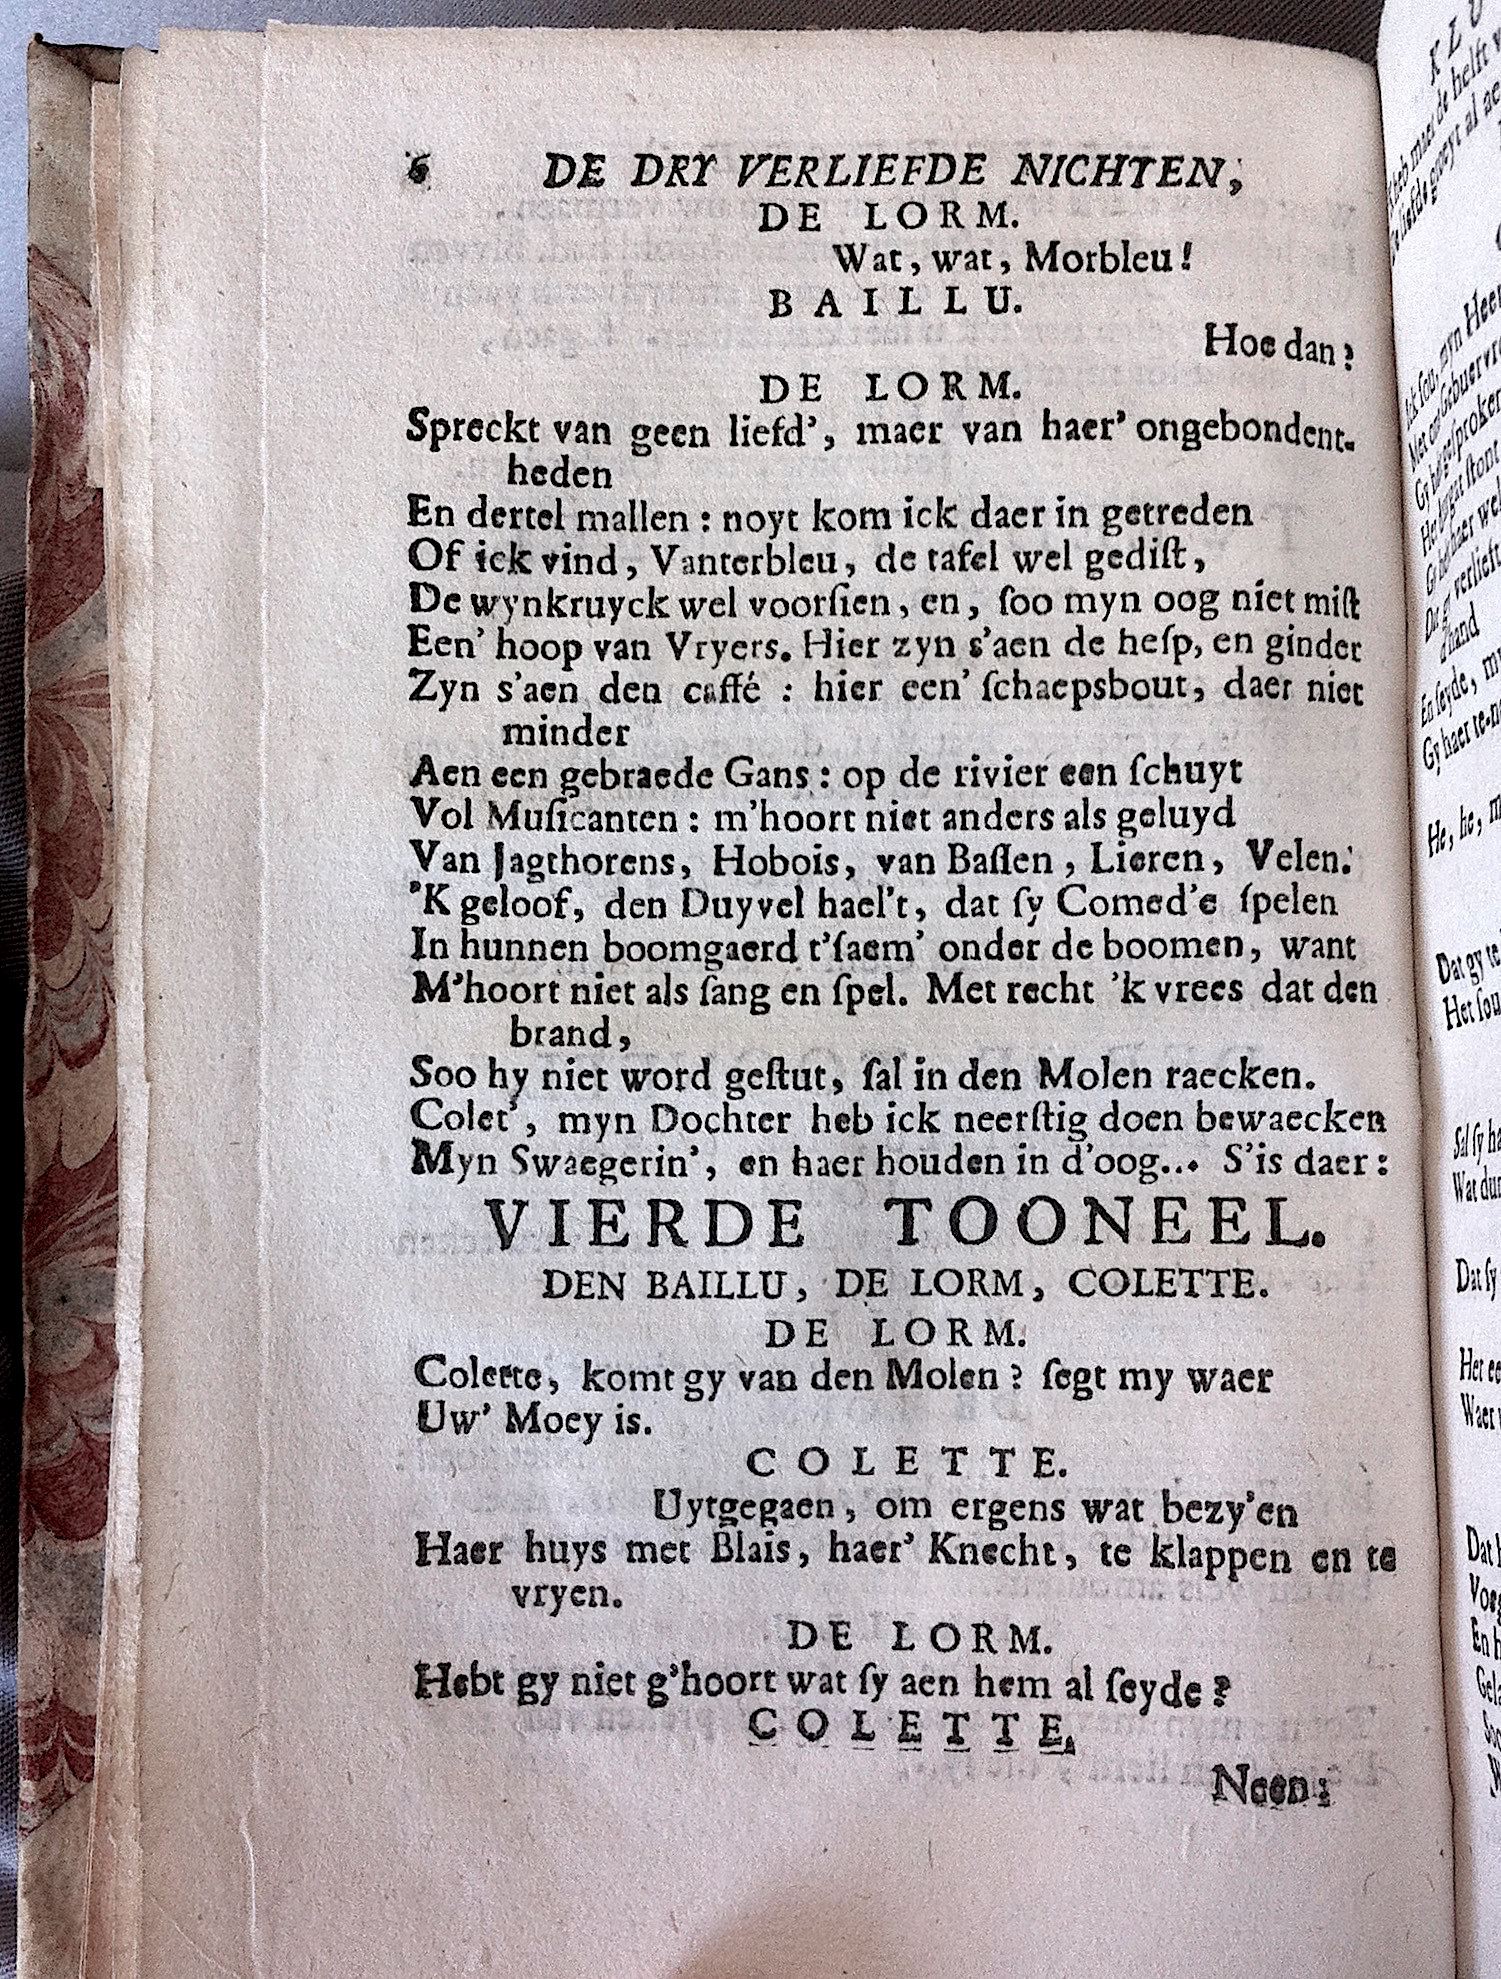 6 DE DRY VERLIEFDE NICHTEN,
DE LORM.
Wat, wat, Morbleu!
BAILLU.
Hoe dan?
DE LORM.
Spreckt van geen liefd', maer van haer' ongebondent-
heden
En dertel mallen: noyt kom ick daer in getreden
Of ick vind, Vanterbleu, de tafel wel gedist,
De wynkruyck wel voorſien, en, ſoo myn oog niet mist
Een' hoop van Vryers. Hier zyn s'aen de heſp, en ginder
Zyn s'aen den caffé: hier een' ſchaepsbout, daer niet
minder
Aen een gebraede Gans: op de rivier een ſchuyt
Vol Muſicanten: m'hoort niet anders als geluyd
Van Jagthorens, Hobois, van Baſſen, Lieren, Velen.
'K geloof, den Duyvel hael't, dat ſy Comed'e ſpelen
In hunnen boomgaerd t'ſaem' onder de boomen, want
M'hoort niet als ſang en ſpel. Met recht 'k vrees dat den
brand,
Soo hy niet word geſtut, ſal in den Molen raecken.
Colet', myn Dochter heb ick neerſtig doen bewaecken
Myn Swaegerin', en haer houden in d'oog... S'is daer:
VIERDE TOONEEL.
DEN BAILLU, DE LORM, COLETTE.
DE LORM.
Colette, komt gy van den Molen? ſegt my waer
Uw' Moey is.
COLETTE.
Uytgegaen, om ergens wat bezy'en
Haer huys met Blais, haer' Knecht, te klappen en te
vryen.
DE LORM.
Hebt gy niet g'hoort wat ſy aen hem al ſeyde?
COLETTE.
Neen: